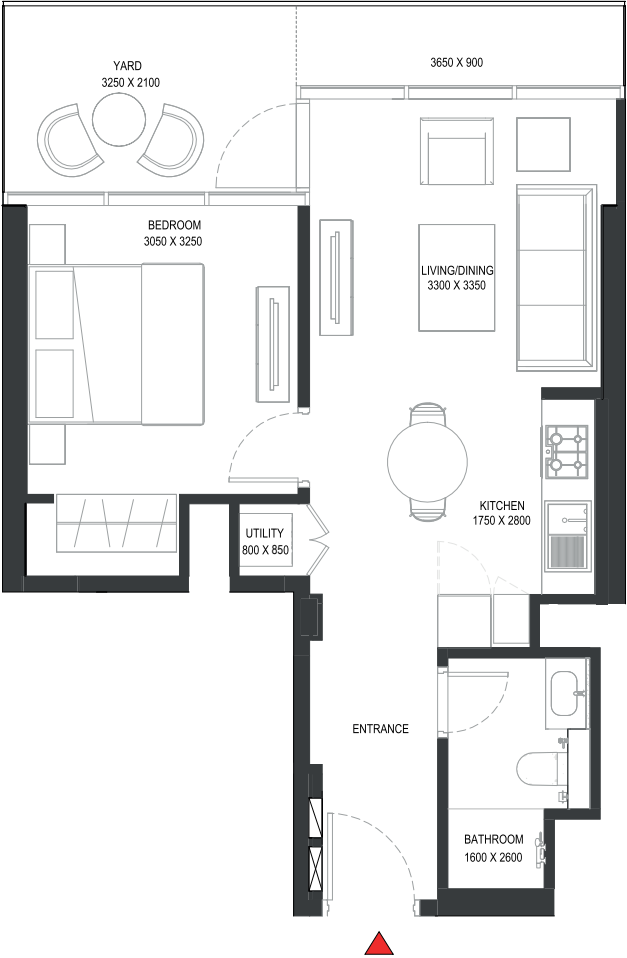 YARD
3250 X 2100
3650 X 900
BEDROOM
3050 X 3250
LIVING/DINING
3300 X 3350
KITCHEN
1750 X 2800
UTILITY
800 X 850
ENTRANCE
BATHROOM
1600 X 2600